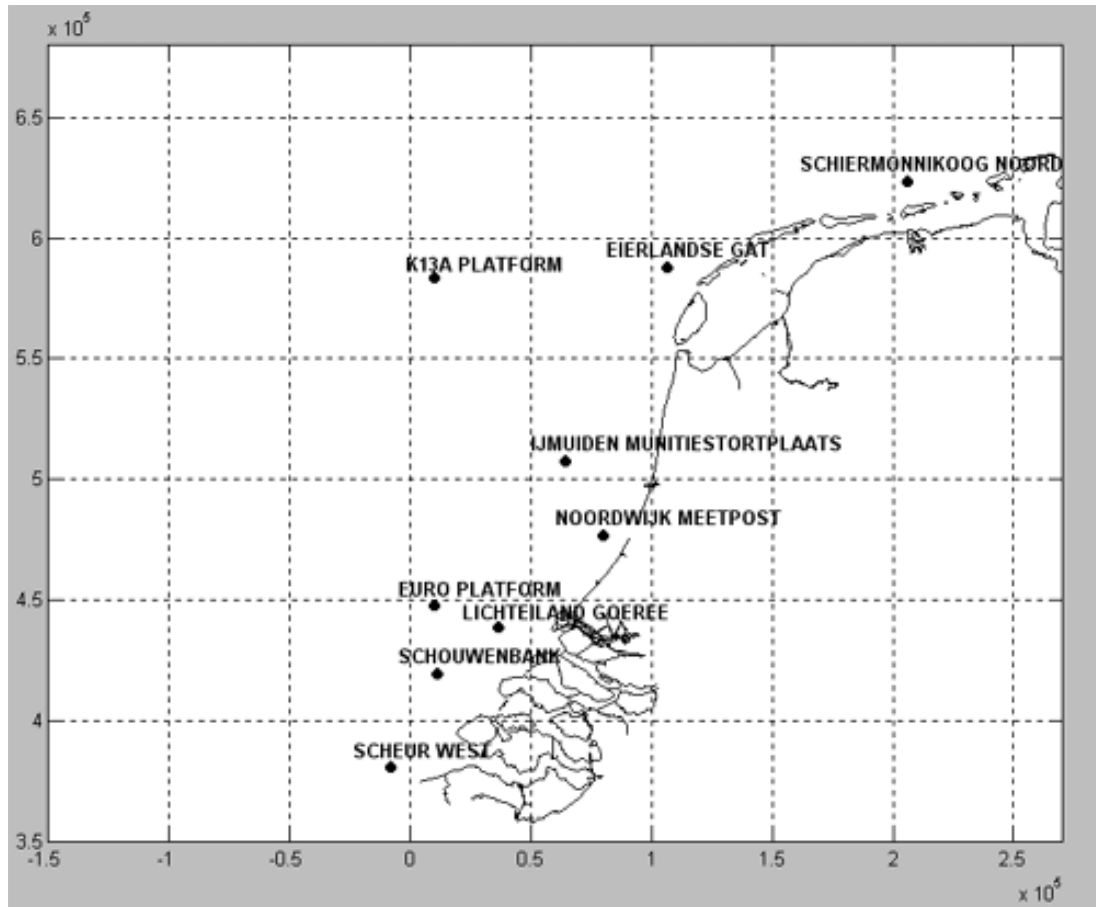 x 10^5
6.5
SCHIERMONNIKOOG NOORD
6
EIERLANDSE GAT
K13A PLATFORM
5.5
IJMUIDEN MUNITIESTORTPLAATS
5
NOORDWIJK MEETPOST
4.5
EURO PLATFORM
LICHTEILAND GOEREE
SCHOUWENBANK
4
SCHEUR WEST
3.5
-1.5 -1 -0.5 0 0.5 1 1.5 2 2.5
x 10^5